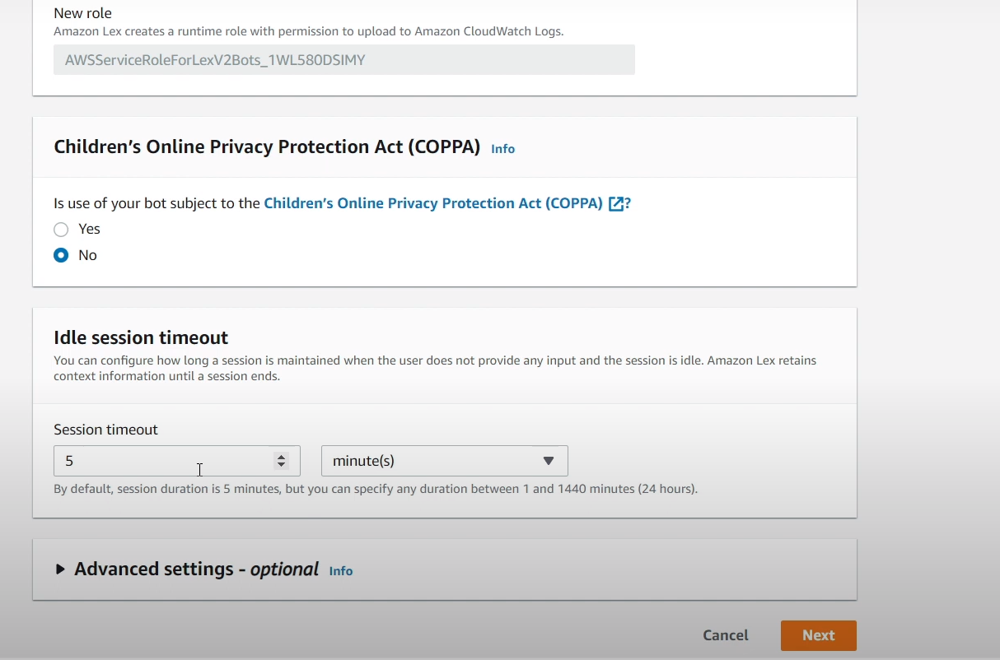 New role
Amazon Lex creates a runtime role with permission to upload to Amazon CloudWatch Logs.
AWSServiceRoleForLexV2Bots_1WL580DSIMY
Children's Online Privacy Protection Act (COPPA) Info
Is use of your bot subject to the Children's Online Privacy Protection Act (COPPA) ?
Yes
No
Idle session timeout
You can configure how long a session is maintained when the user does not provide any input and the session is idle. Amazon Lex retains
context information until a session ends.
Session timeout
5 minute(s)
By default, session duration is 5 minutes, but you can specify any duration between 1 and 1440 minutes (24 hours).
Advanced settings - optional Info
Cancel Next